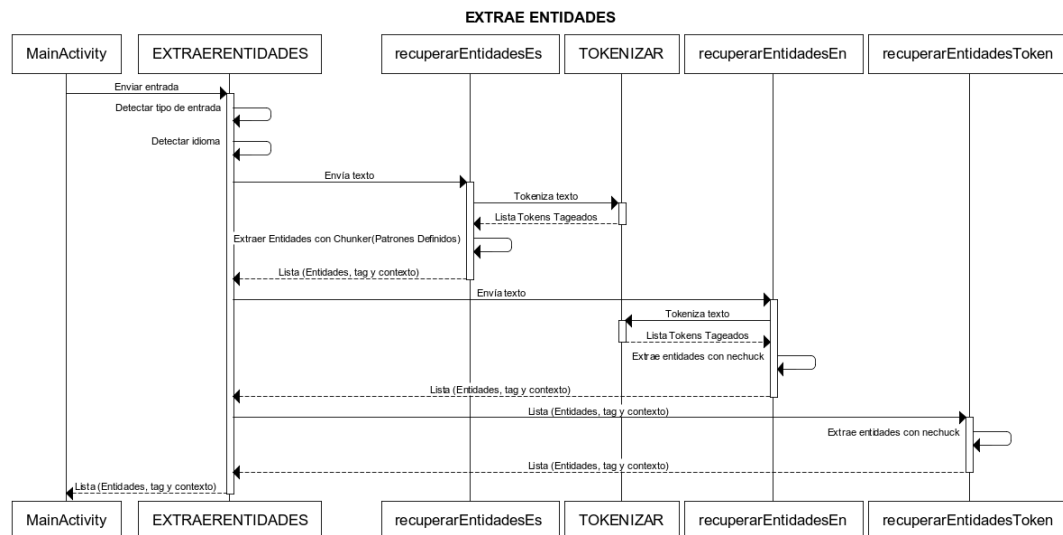 EXTRAE ENTIDADES
MainActivity
EXTRAERENTIDADES
recuperarEntidadesEs
TOKENIZAR
recuperarEntidadesEn
recuperarEntidadesToken
Enviar entrada
Detectar tipo de entrada
Detectar idioma
Envía texto
Tokeniza texto
Lista Tokens Tageados
Extraer Entidades con Chunker(Patrones Definidos)
Lista (Entidades, tag y contexto)
Envía texto
Tokeniza texto
Lista Tokens Tageados
Extrae entidades con nechuck
Lista (Entidades, tag y contexto)
Lista (Entidades, tag y contexto)
Extrae entidades con nechuck
Lista (Entidades, tag y contexto)
Lista (Entidades, tag y contexto)
MainActivity
EXTRAERENTIDADES
recuperarEntidadesEs
TOKENIZAR
recuperarEntidadesEn
recuperarEntidadesToken